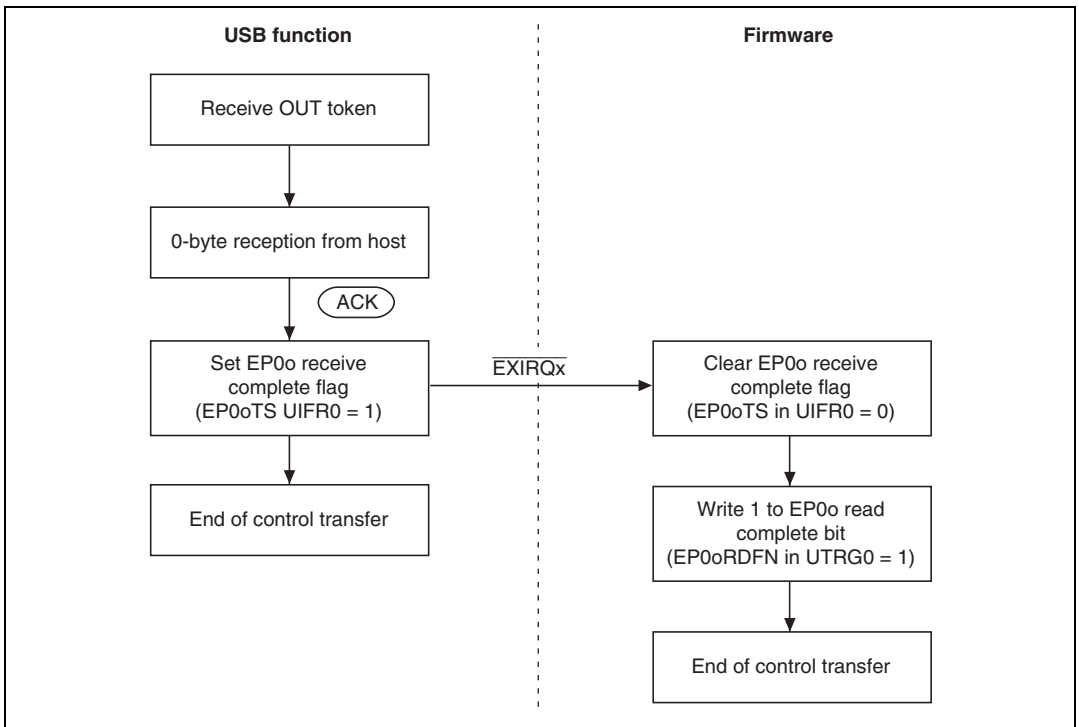 USB function
Firmware
Receive OUT token
0-byte reception from host
ACK
Set EP0o receive
complete flag
(EP0oTS UIFR0 = 1)
EXIRQx
Clear EP0o receive
complete flag
(EP0oTS in UIFR0 = 0)
End of control transfer
Write 1 to EP0o read
complete bit
(EP0oRDFN in UTRG0 = 1)
End of control transfer